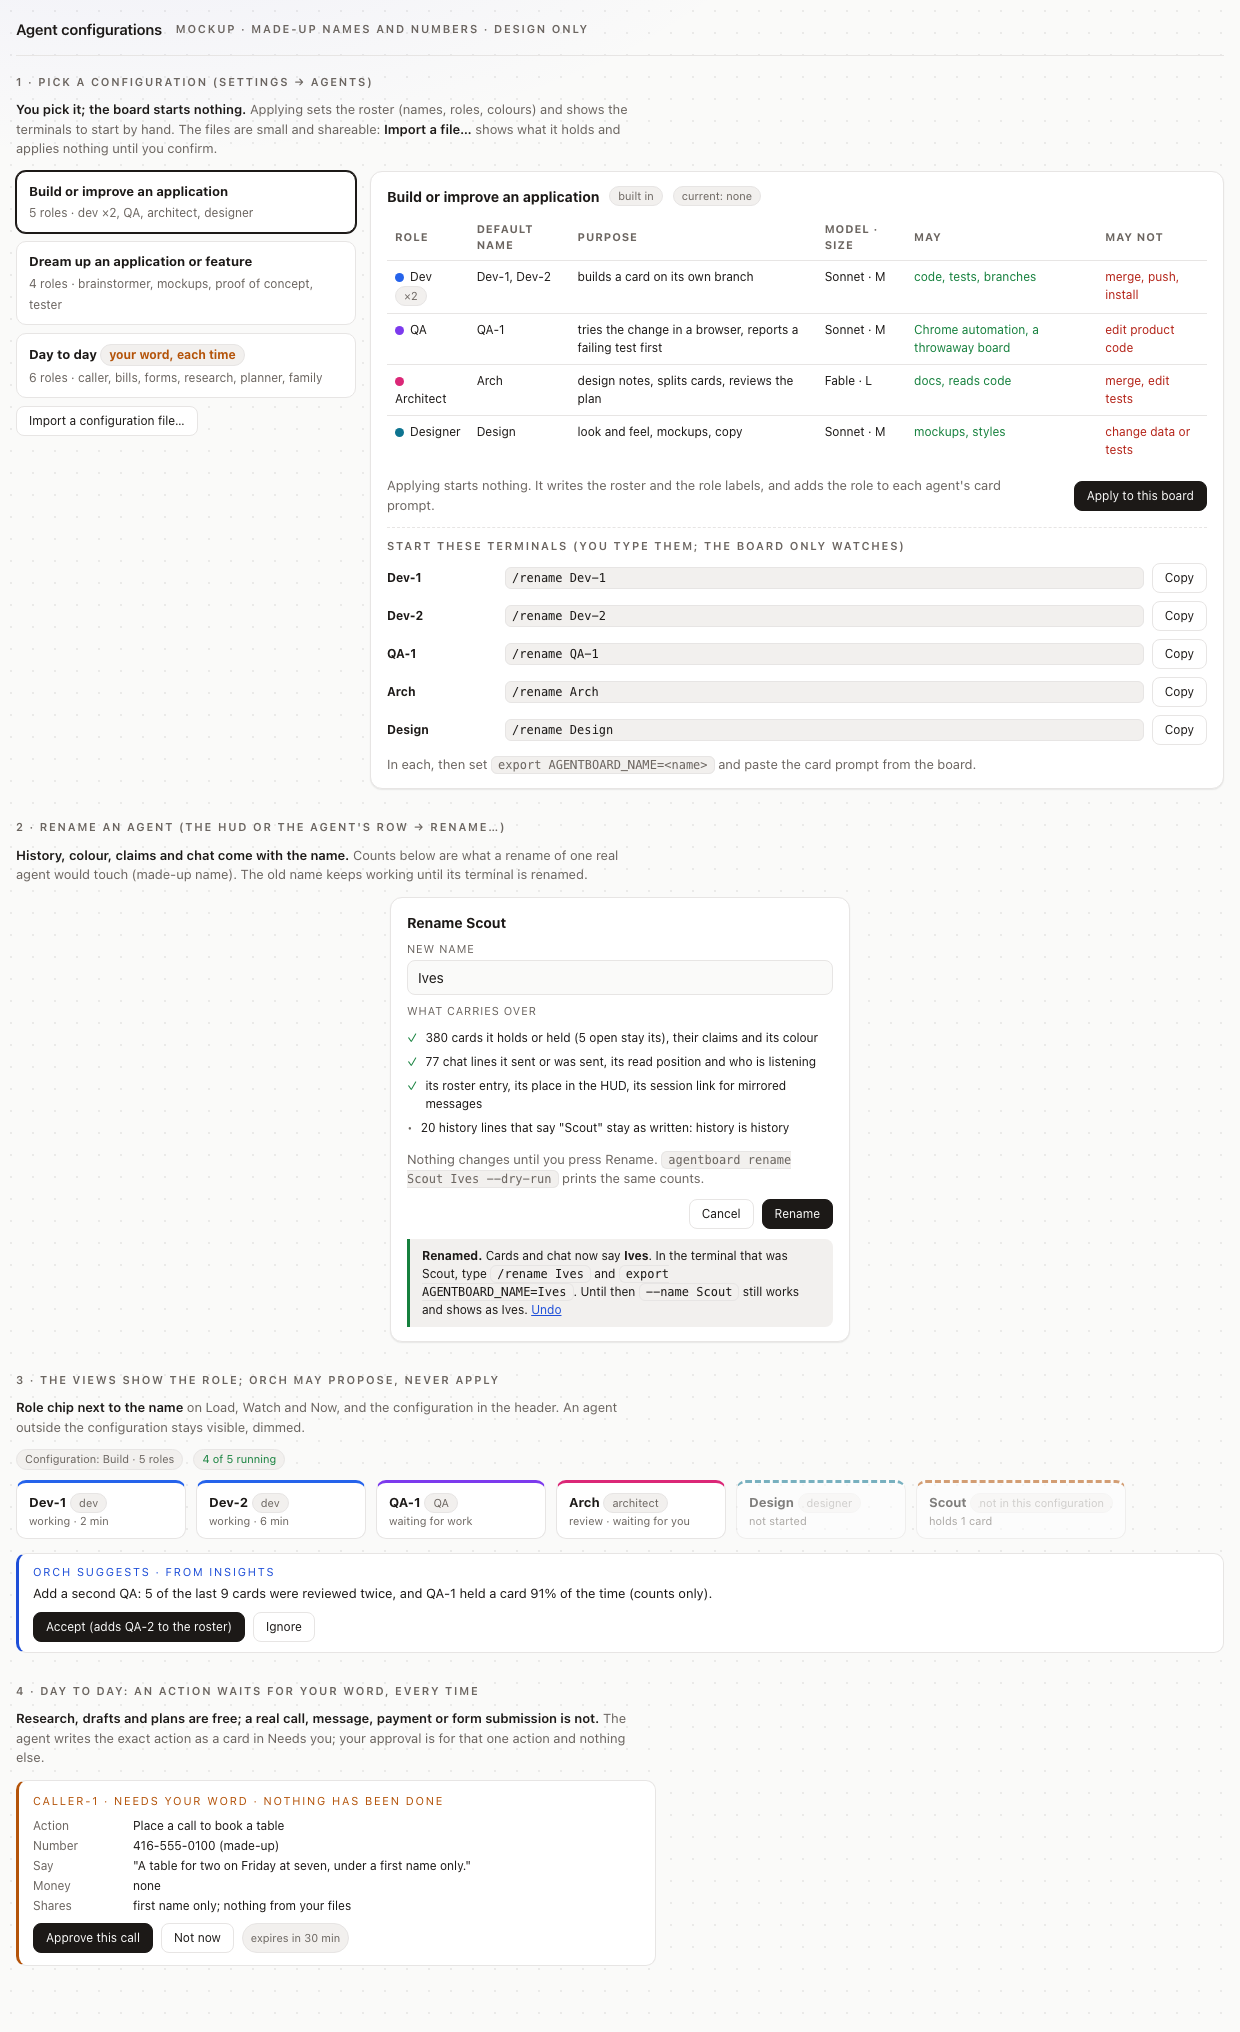 Agent configurations MOCKUP · MADE-UP NAMES AND NUMBERS · DESIGN ONLY
1 · PICK A CONFIGURATION (SETTINGS → AGENTS)
You pick it; the board starts nothing. Applying sets the roster (names, roles, colours) and shows the
terminals to start by hand. The files are small and shareable: Import a file… shows what it holds and
applies nothing until you confirm.
Build or improve an application
5 roles · dev ×2, QA, architect, designer
Dream up an application or feature
4 roles · brainstormer, mockups, proof of concept,
tester
Day to day your word, each time
6 roles · caller, bills, forms, research, planner, family
Import a configuration file…
Build or improve an application built in current: none
ROLE DEFAULT NAME PURPOSE MODEL · SIZE MAY MAY NOT
Dev ×2 Dev-1, Dev-2 builds a card on its own branch Sonnet · M code, tests, branches merge, push, install
QA QA-1 tries the change in a browser, reports a failing test first Sonnet · M Chrome automation, a throwaway board edit product code
Architect Arch design notes, splits cards, reviews the plan Fable · L docs, reads code merge, edit tests
Designer Design look and feel, mockups, copy Sonnet · M mockups, styles change data or tests
Applying starts nothing. It writes the roster and the role labels, and adds the role to each agent's card
prompt.
Apply to this board
START THESE TERMINALS (YOU TYPE THEM; THE BOARD ONLY WATCHES)
Dev-1 /rename Dev-1 Copy
Dev-2 /rename Dev-2 Copy
QA-1 /rename QA-1 Copy
Arch /rename Arch Copy
Design /rename Design Copy
In each, then set export AGENTBOARD_NAME=<name> and paste the card prompt from the board.
2 · RENAME AN AGENT (THE HUD OR THE AGENT'S ROW → RENAME…)
History, colour, claims and chat come with the name. Counts below are what a rename of one real
agent would touch (made-up name). The old name keeps working until its terminal is renamed.
Rename Scout
NEW NAME
Ives
WHAT CARRIES OVER
✓ 380 cards it holds or held (5 open stay its), their claims and its colour
✓ 77 chat lines it sent or was sent, its read position and who is listening
✓ its roster entry, its place in the HUD, its session link for mirrored
messages
· 20 history lines that say "Scout" stay as written: history is history
Nothing changes until you press Rename. agentboard rename
Scout Ives --dry-run prints the same counts.
Cancel Rename
Renamed. Cards and chat now say Ives. In the terminal that was
Scout, type /rename Ives and export
AGENTBOARD_NAME=Ives . Until then --name Scout still works
and shows as Ives. Undo
3 · THE VIEWS SHOW THE ROLE; ORCH MAY PROPOSE, NEVER APPLY
Role chip next to the name on Load, Watch and Now, and the configuration in the header. An agent
outside the configuration stays visible, dimmed.
Configuration: Build · 5 roles 4 of 5 running
Dev-1 dev
working · 2 min
Dev-2 dev
working · 6 min
QA-1 QA
waiting for work
Arch architect
review · waiting for you
Design designer
not started
Scout not in this configuration
holds 1 card
ORCH SUGGESTS · FROM INSIGHTS
Add a second QA: 5 of the last 9 cards were reviewed twice, and QA-1 held a card 91% of the time (counts only).
Accept (adds QA-2 to the roster) Ignore
4 · DAY TO DAY: AN ACTION WAITS FOR YOUR WORD, EVERY TIME
Research, drafts and plans are free; a real call, message, payment or form submission is not. The
agent writes the exact action as a card in Needs you; your approval is for that one action and nothing
else.
CALLER-1 · NEEDS YOUR WORD · NOTHING HAS BEEN DONE
Action Place a call to book a table
Number 416-555-0100 (made-up)
Say "A table for two on Friday at seven, under a first name only."
Money none
Shares first name only; nothing from your files
Approve this call Not now expires in 30 min